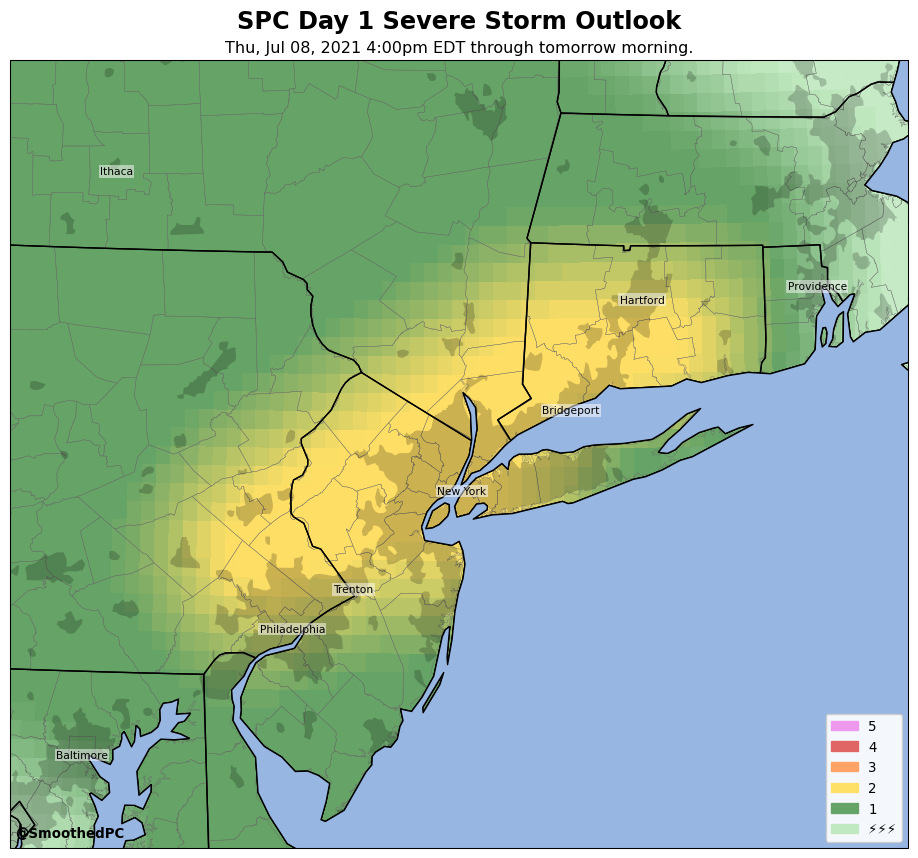 SPC Day 1 Severe Storm Outlook
Thu, Jul 08, 2021 4:00pm EDT through tomorrow morning.
Ithaca
Providence
Hartford
Bridgeport
New York
Trenton
Philadelphia
Baltimore
5
4
3
2
1
⚡⚡⚡
@SmoothedPC